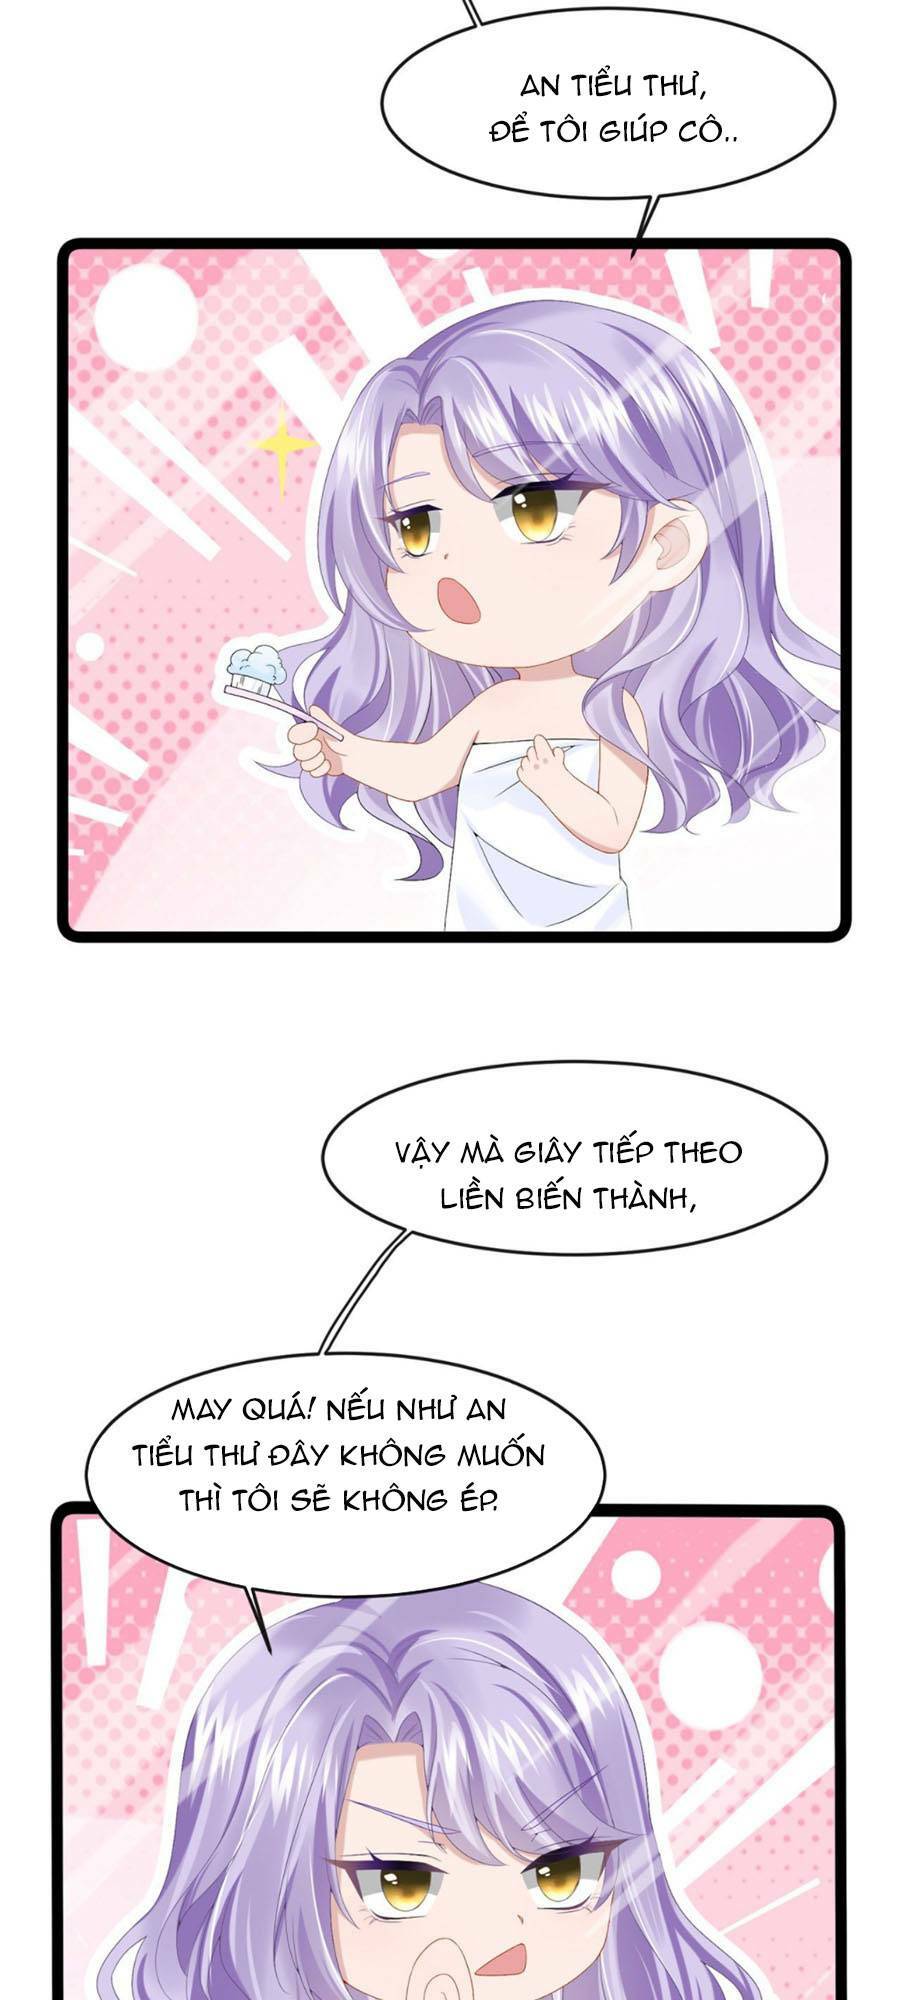 AN TIỂU THƯ,
ĐỂ TÔI GIÚP CÔ..
VẬY MÀ GIÂY TIẾP THEO
LIỀN BIẾN THÀNH,
MAY QUÁ! NẾU NHƯ AN
TIỂU THƯ ĐÂY KHÔNG MUỐN
THÌ TÔI SẼ KHÔNG ÉP.